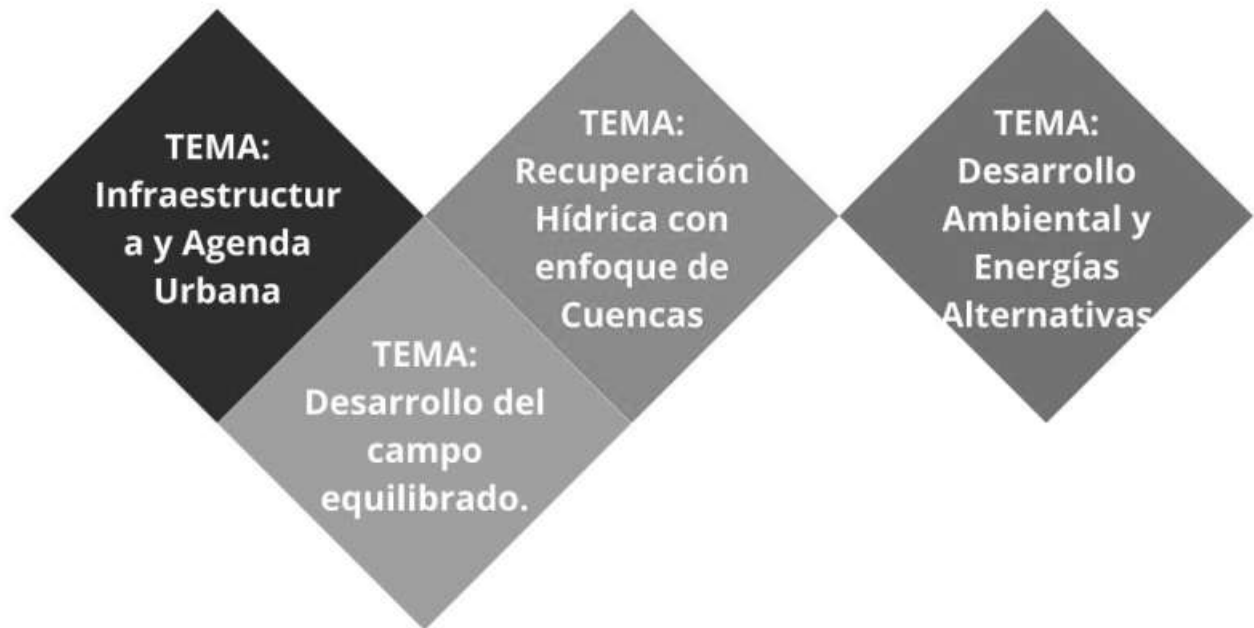 TEMA:
Infraestructur
a y Agenda
Urbana
TEMA:
Desarrollo del
campo
equilibrado.
TEMA:
Recuperación
Hídrica con
enfoque de
Cuencas
TEMA:
Desarrollo
Ambiental y
Energías
Alternativas